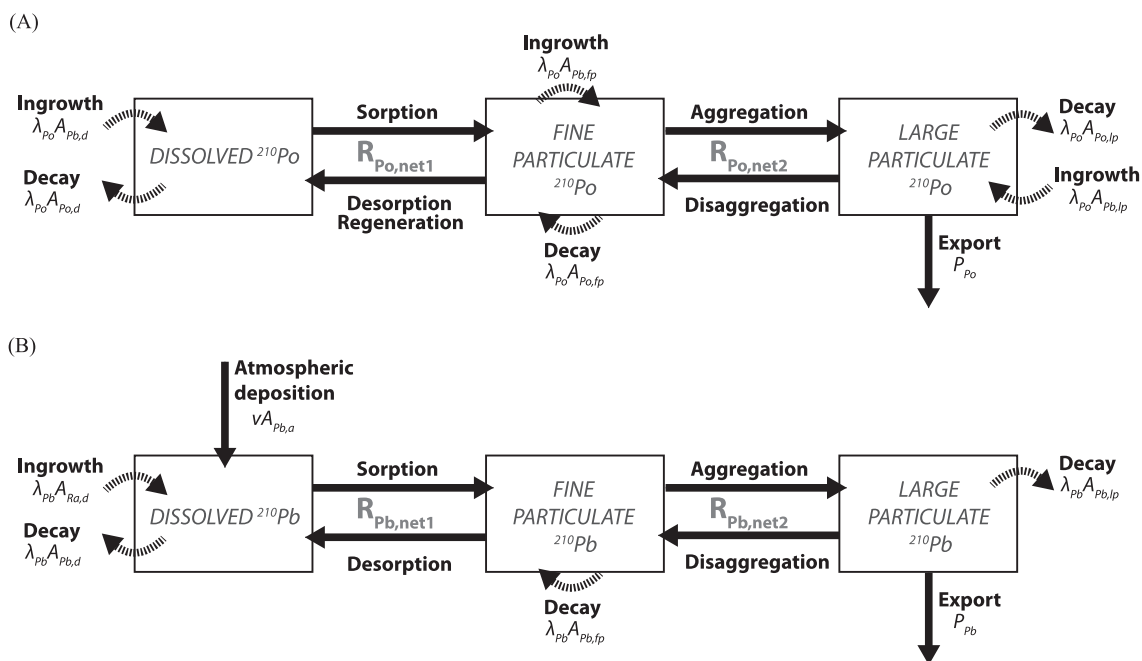 (A)
Ingrowth
λPoAPb,d
Decay
λPoAPo,d
DISSOLVED 210Po
Sorption
RPo,net1
Desorption
Regeneration
Ingrowth
λPoAPb,fp
FINE
PARTICULATE
210Po
Decay
λPoAPo,fp
Aggregation
RPo,net2
Disaggregation
LARGE
PARTICULATE
210Po
Decay
λPoAPo,lp
Ingrowth
λPoAPb,lp
Export
PPo
(B)
Atmospheric
deposition
vAPb,a
Ingrowth
λPbARa,d
Decay
λPbAPb,d
DISSOLVED 210Pb
Sorption
RPb,net1
Desorption
FINE
PARTICULATE
210Pb
Decay
λPbAPb,fp
Aggregation
RPb,net2
Disaggregation
LARGE
PARTICULATE
210Pb
Decay
λPbAPb,lp
Export
PPb